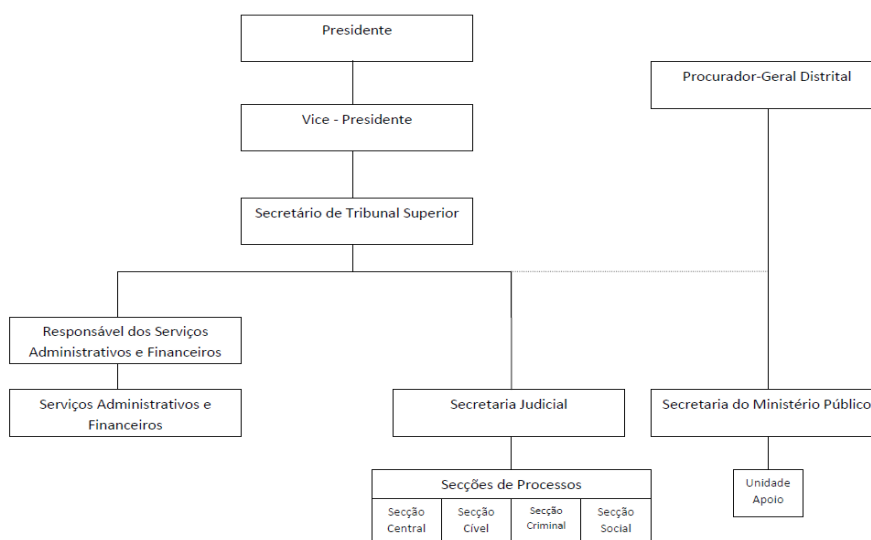 Presidente
Procurador-Geral Distrital
Vice - Presidente
Secretário de Tribunal Superior
Responsável dos Serviços
Administrativos e Financeiros
Serviços Administrativos e
Financeiros
Secretaria Judicial
Secretaria do Ministério Público
Secções de Processos
Secção
Central
Secção
Cível
Secção
Criminal
Secção
Social
Unidade
Apoio